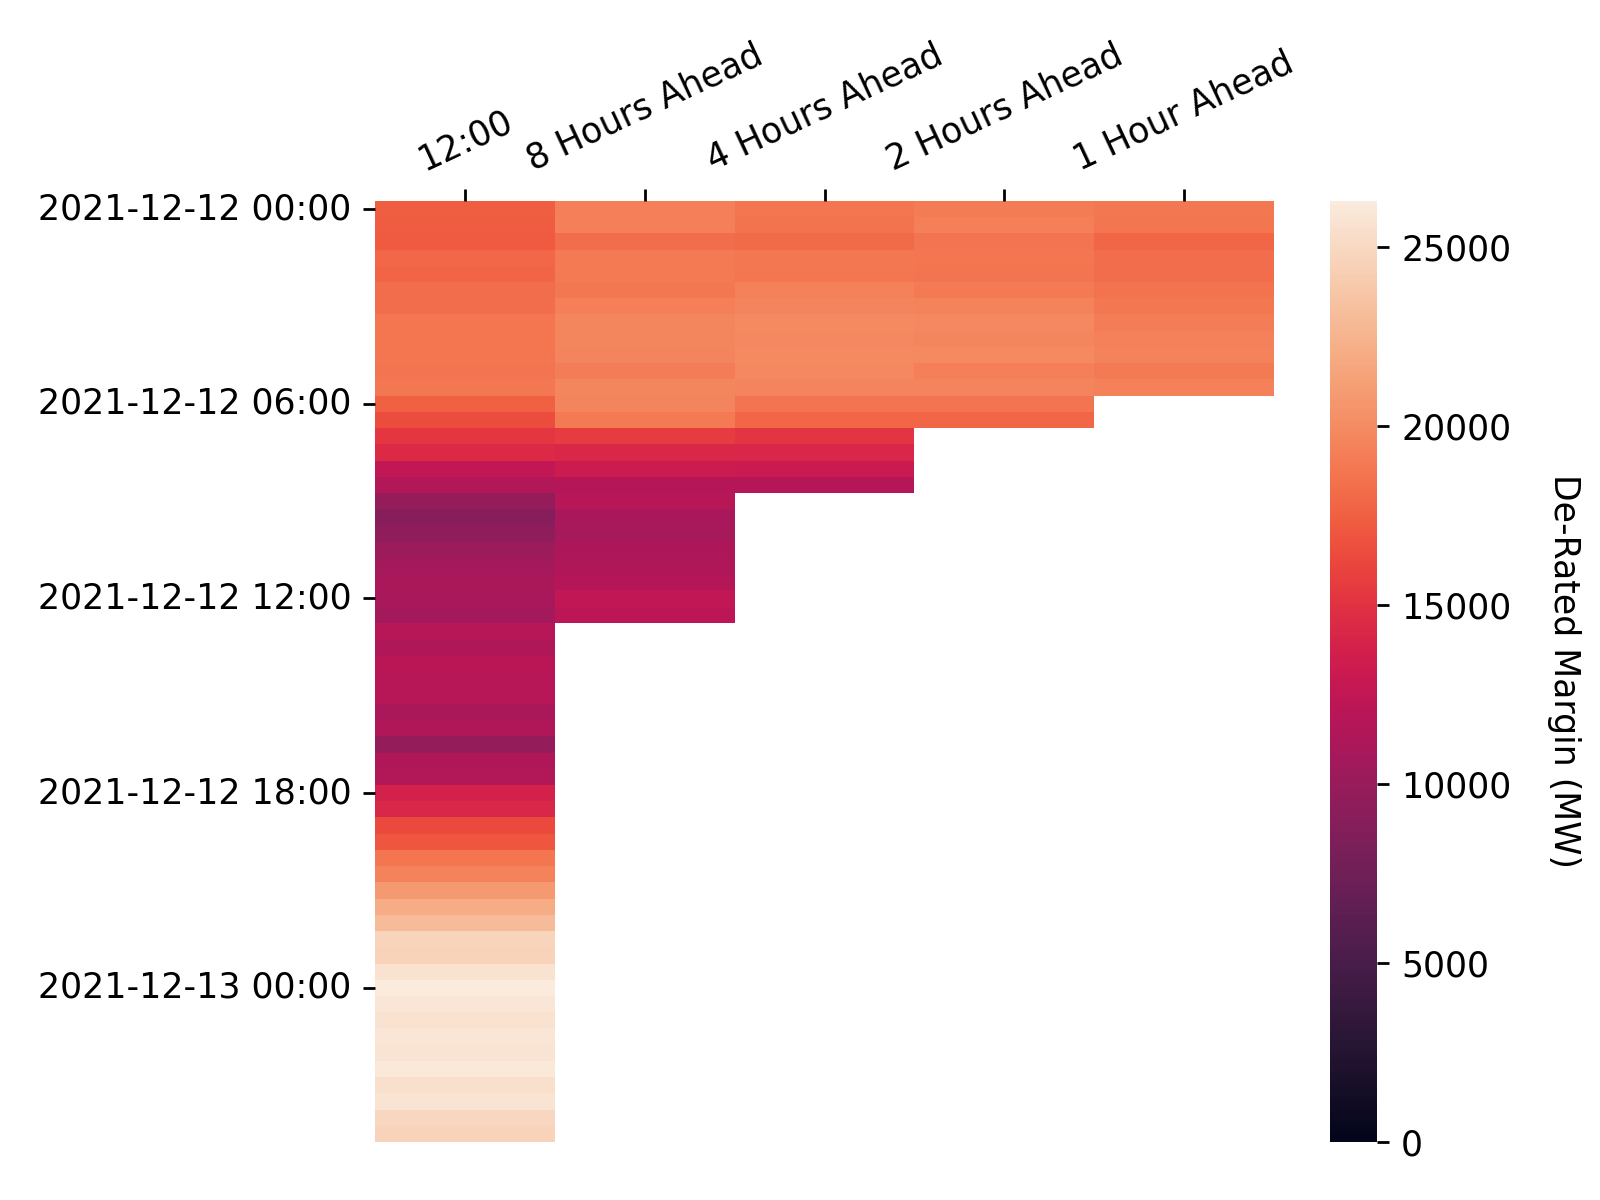 12:00
8 Hours Ahead
4 Hours Ahead
2 Hours Ahead
1 Hour Ahead
2021-12-12 00:00
2021-12-12 06:00
2021-12-12 12:00
2021-12-12 18:00
2021-12-13 00:00
25000
20000
15000
10000
5000
0
De-Rated Margin (MW)